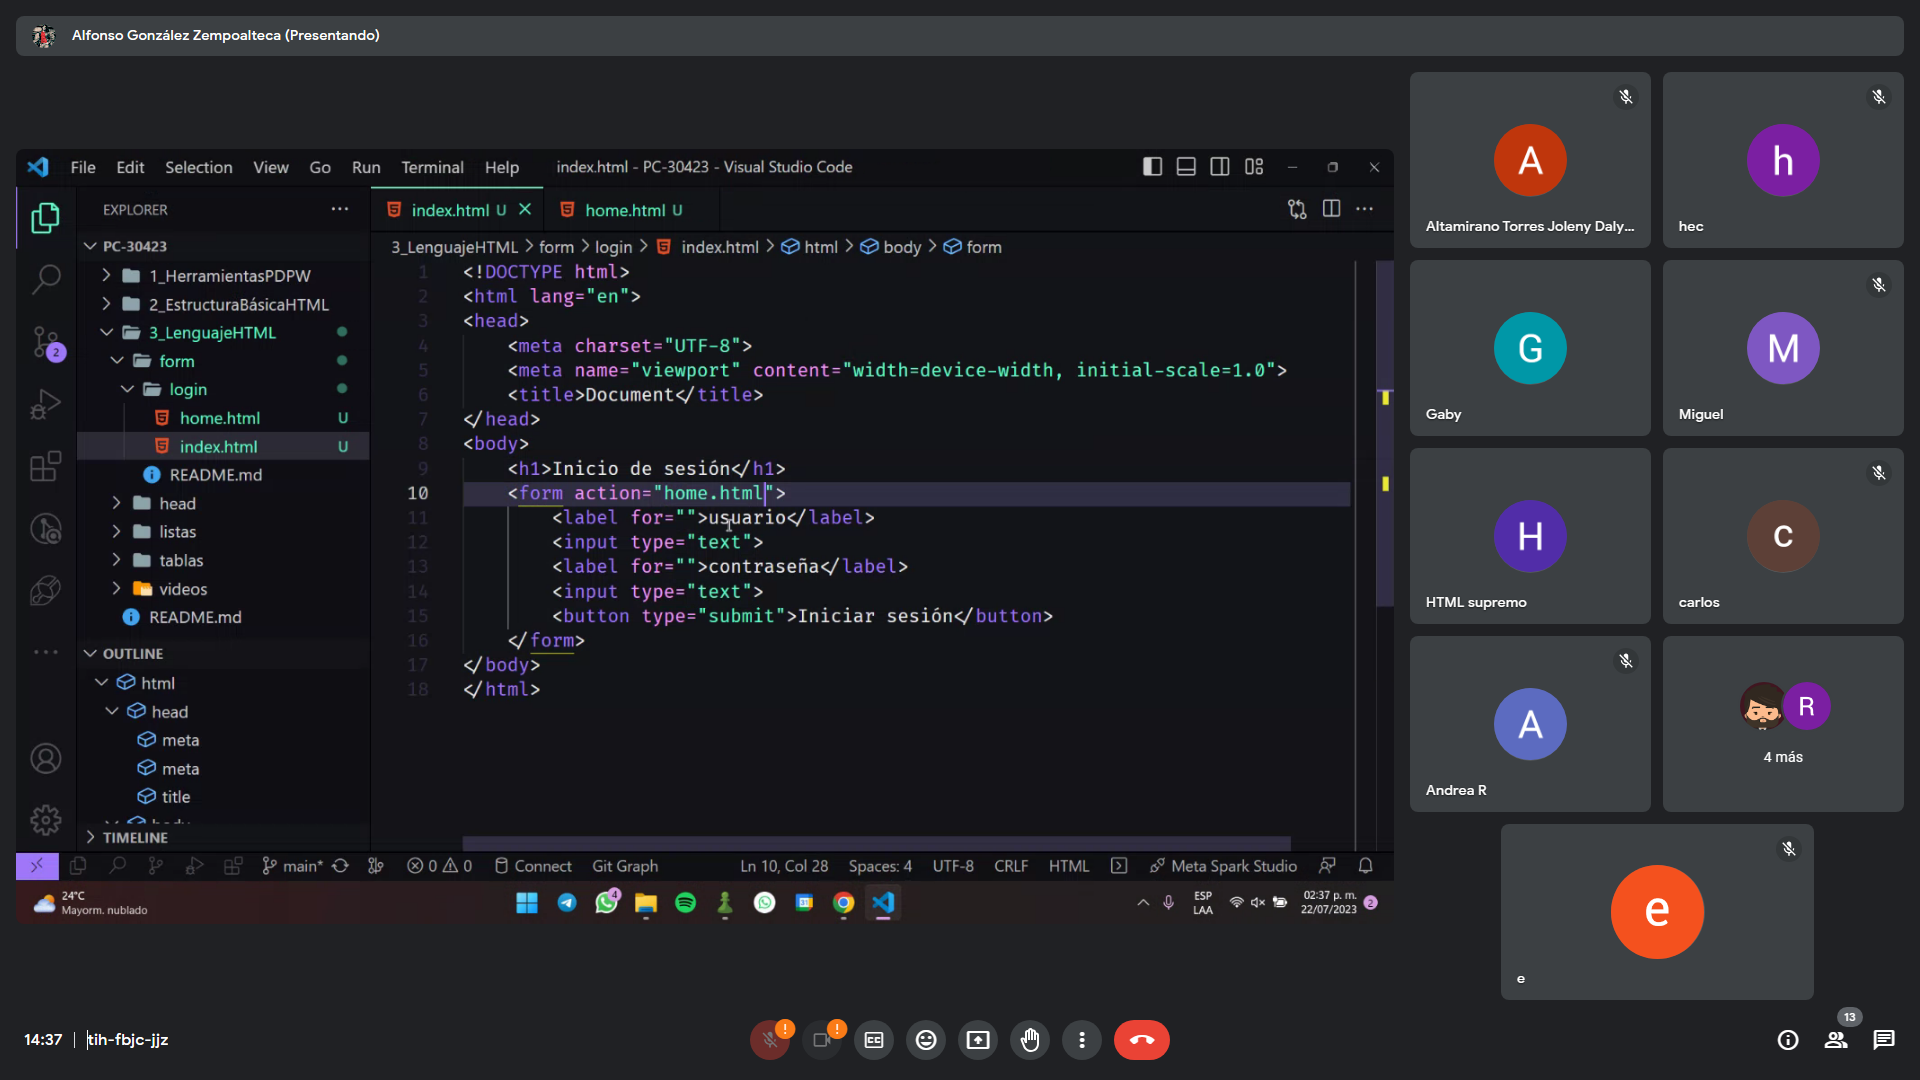 Alfonso González Zempoalteca (Presentando)
File Edit Selection View Go Run Terminal Help
index.html - PC-30423 - Visual Studio Code
EXPLORER
PC-30423
1_HerramientasPDPW
2_EstructuraBásicaHTML
3_LenguajeHTML
form
login
home.html U
index.html U
README.md
head
listas
tablas
videos
README.md
OUTLINE
html
head
meta
meta
title
body
TIMELINE
2
index.html U
home.html U
3_LenguajeHTML > form > login > index.html > html > body > form
1 <!DOCTYPE html>
2 <html lang="en">
3 <head>
4 <meta charset="UTF-8">
5 <meta name="viewport" content="width=device-width, initial-scale=1.0">
6 <title>Document</title>
7 </head>
8 <body>
9 <h1>Inicio de sesión</h1>
10 <form action="home.html">
11 <label for="">usuario</label>
12 <input type="text">
13 <label for="">contraseña</label>
14 <input type="text">
15 <button type="submit">Iniciar sesión</button>
16 </form>
17 </body>
18 </html>
main* 0 0 Connect Git Graph Ln 10, Col 28 Spaces: 4 UTF-8 CRLF HTML Meta Spark Studio
24°C
Mayorm. nublado
4
ESP
LAA
02:37 p. m.
22/07/2023
2
A
Altamirano Torres Joleny Daly...
h
hec
G
Gaby
M
Miguel
H
HTML supremo
c
carlos
A
Andrea R
R
4 más
e
e
14:37 | tih-fbjc-jjz
!
!
CC
13